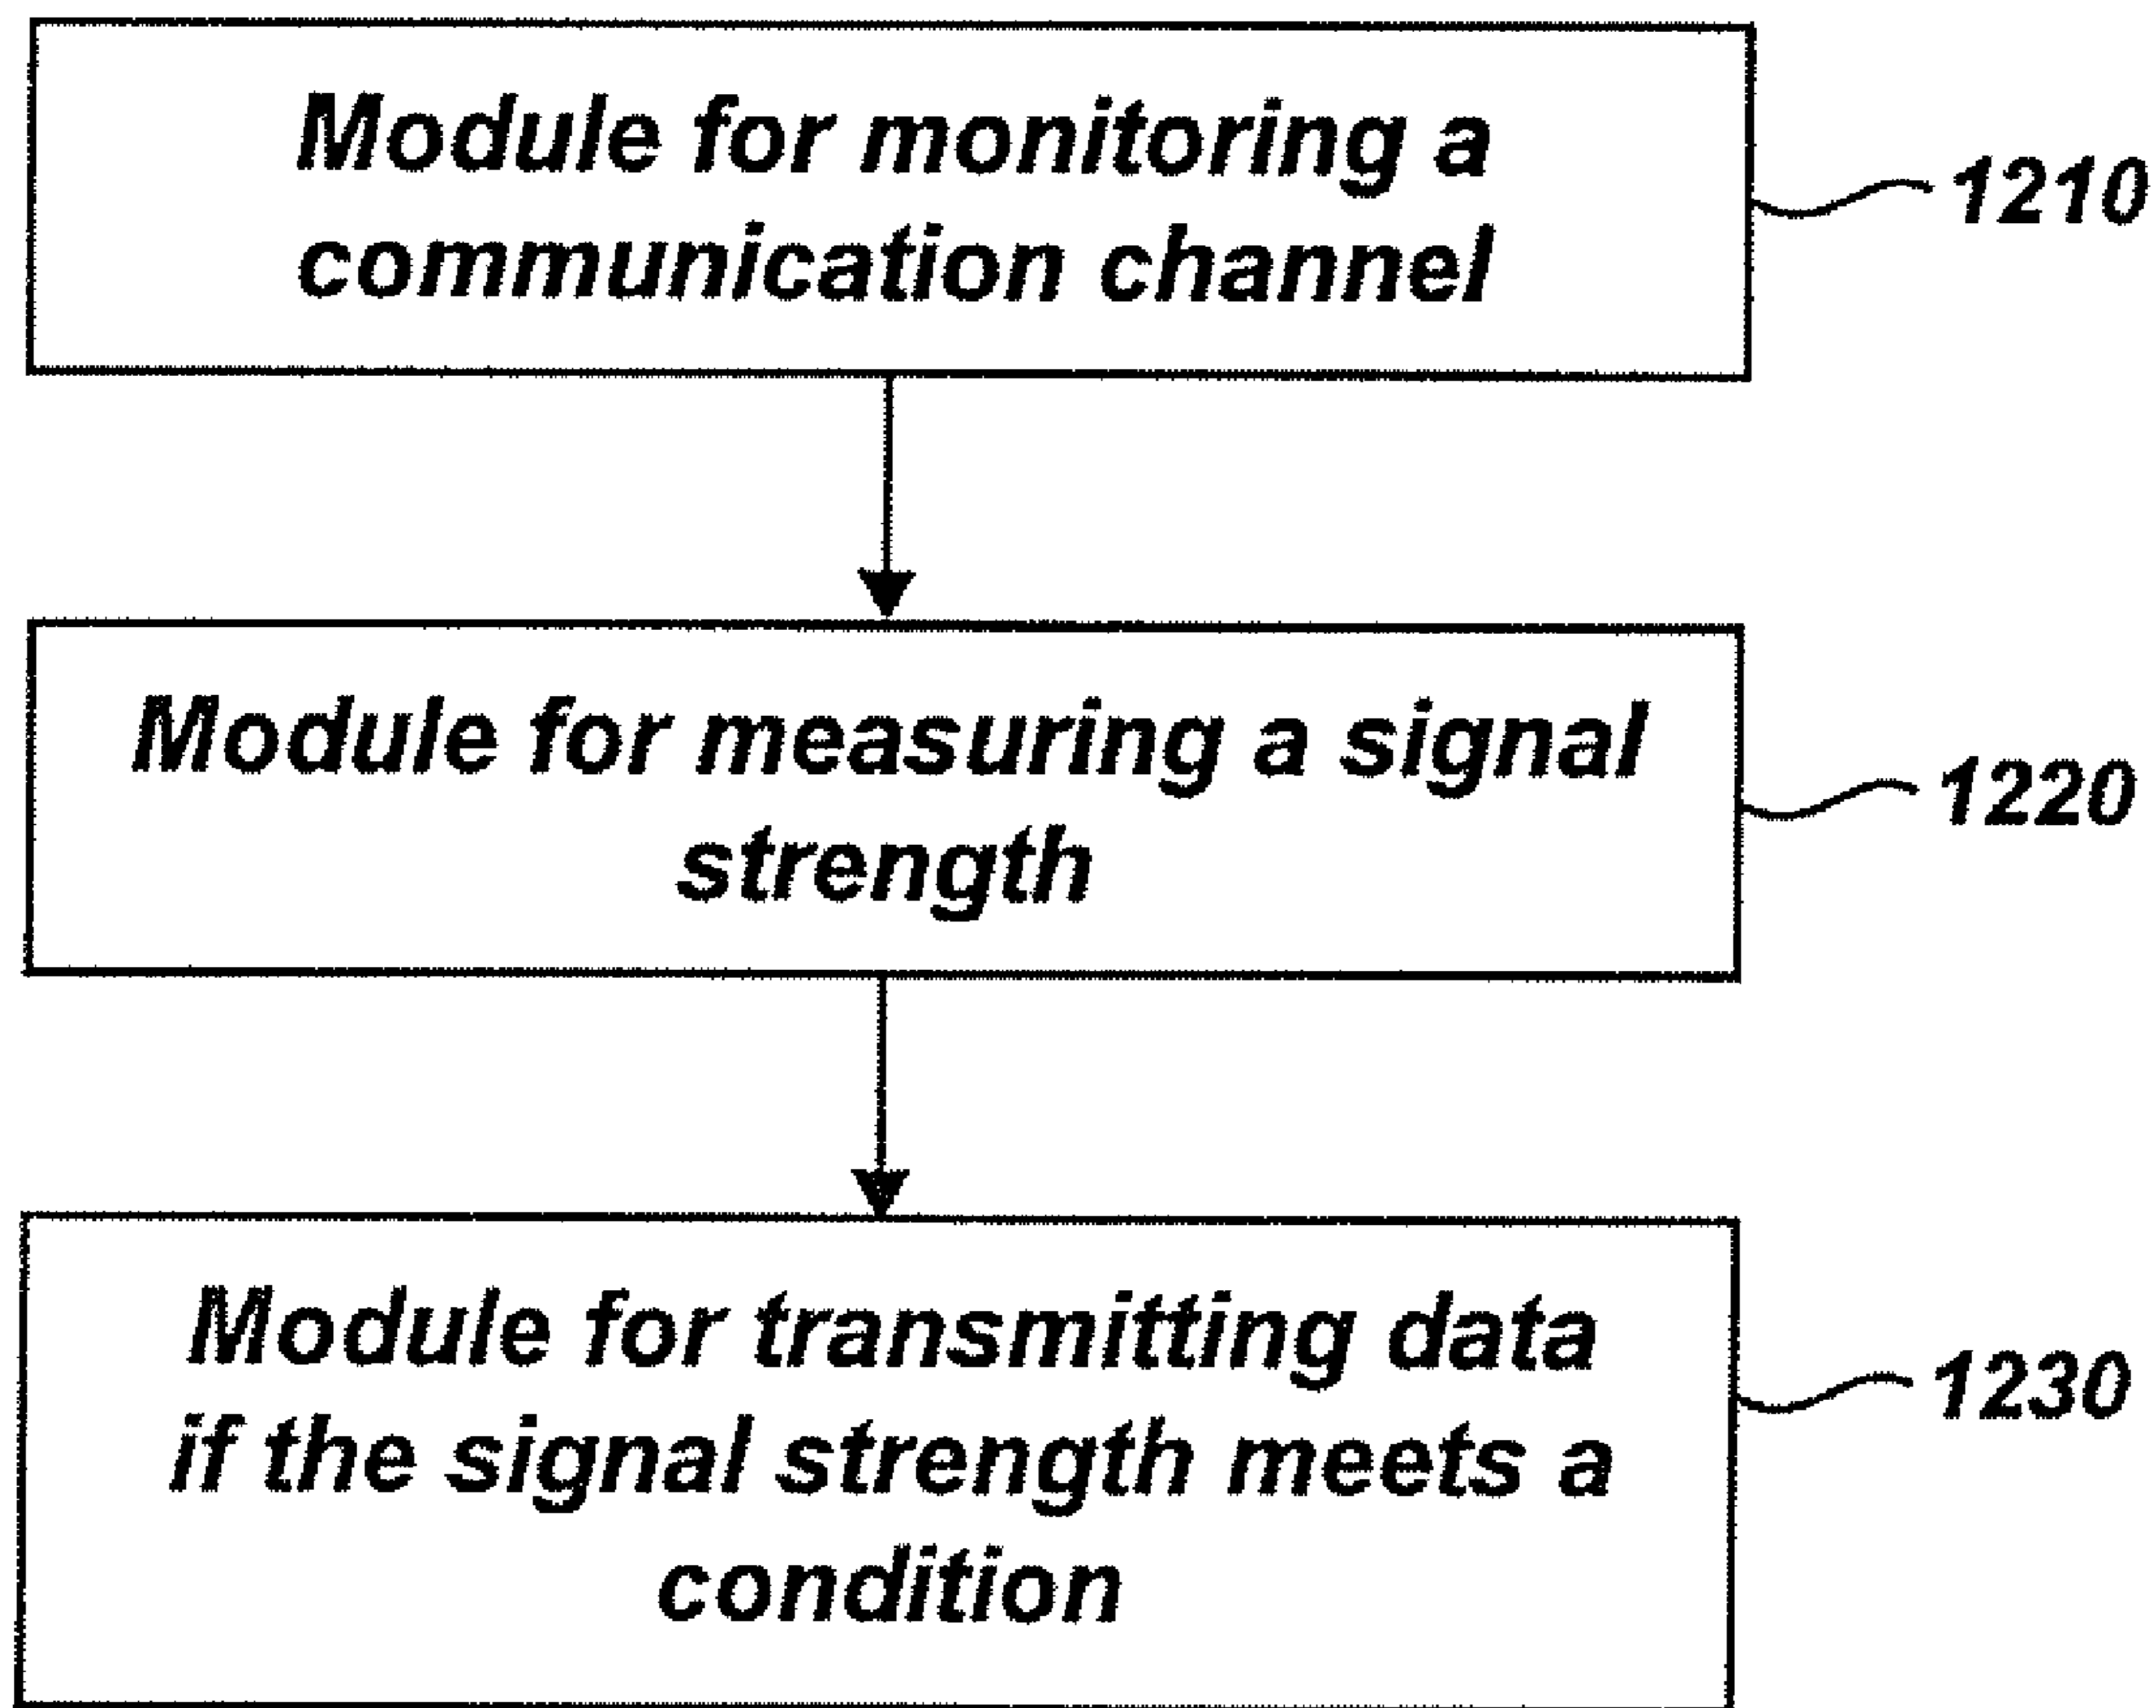 Module for monitoring a
communication channel
1210
Module for measuring a signal
strength
1220
Module for transmitting data
if the signal strength meets a
condition
1230